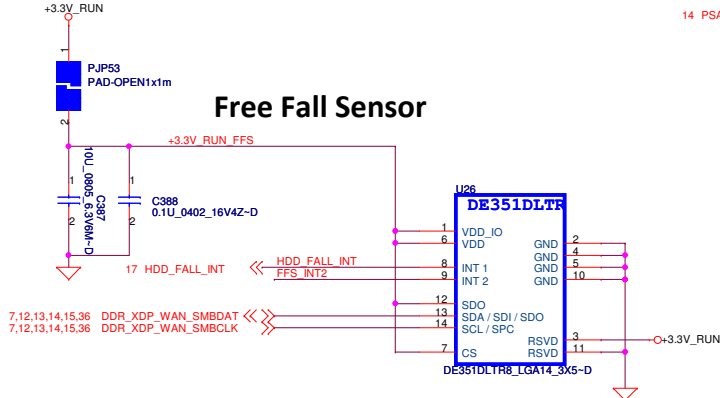 +3.3V_RUN
14 PSA
1
PJP53
PAD-OPEN1x1m
2
Free Fall Sensor
+3.3V_RUN_FFS
10U_0805_6.3V6M~D
C387
1
2
1
2
C388
0.1U_0402_16V4Z~D
U26
DE351DLTR
1 VDD_IO
6 VDD
GND 2
GND 4
GND 5
GND 10
17 HDD_FALL_INT
HDD_FALL_INT
8 INT 1
FFS_INT2
9 INT 2
12 SDO
7,12,13,14,15,36 DDR_XDP_WAN_SMBDAT
13 SDA / SDI / SDO
7,12,13,14,15,36 DDR_XDP_WAN_SMBCLK
14 SCL / SPC
RSVD 3
+3.3V_RUN
RSVD 11
7 CS
DE351DLTR8_LGA14_3X5~D